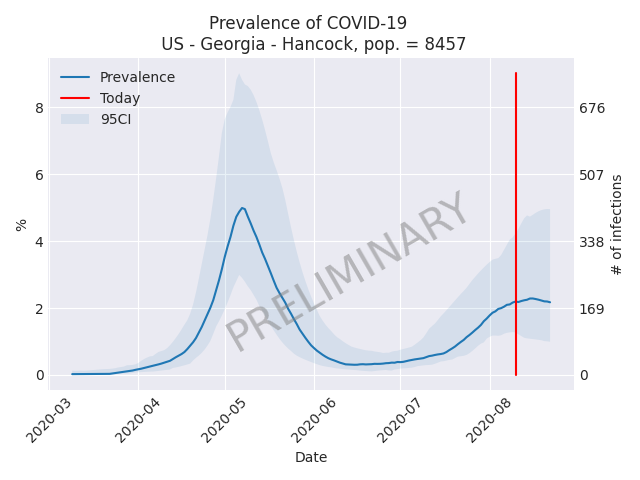 Prevalence of COVID-19
US - Georgia - Hancock, pop. = 8457
Prevalence
Today
95CI
8
6
4
2
0
%
676
507
338
169
0
# of infections
PRELIMINARY
2020-03
2020-04
2020-05
2020-06
2020-07
2020-08
Date